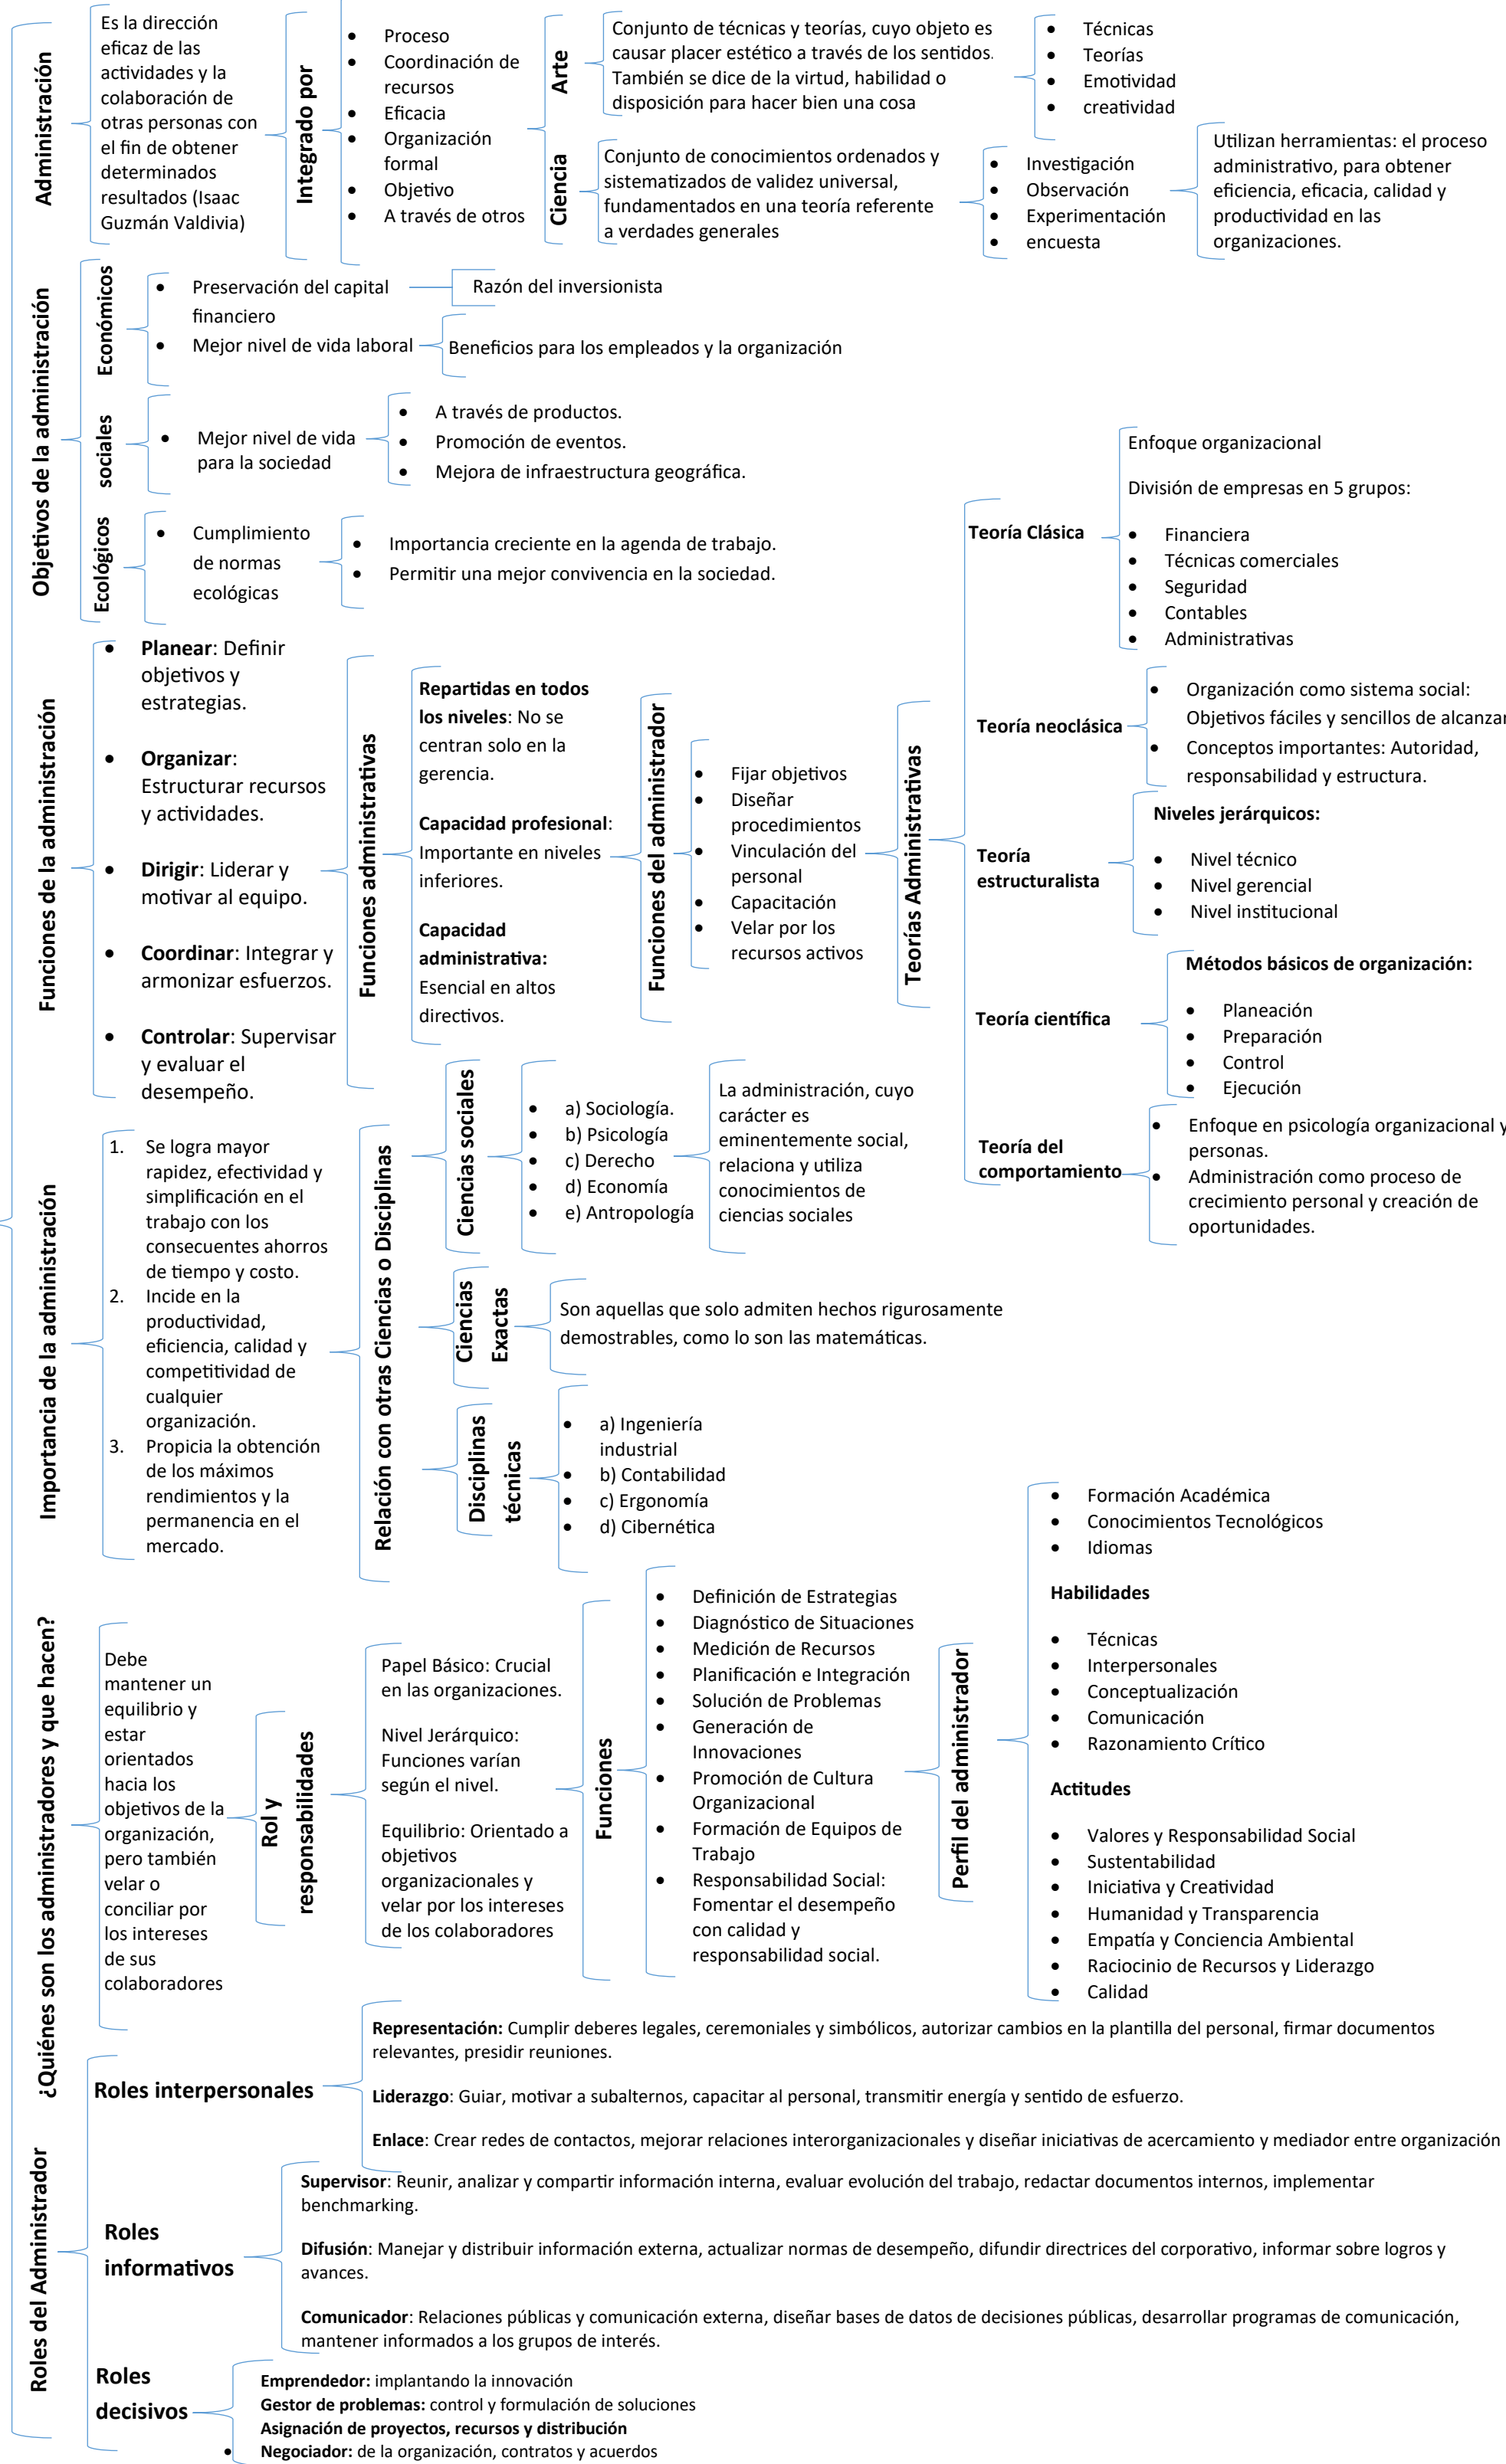 Administración
Es la dirección
eficaz de las
actividades y la
colaboración de
otras personas con
el fin de obtener
determinados
resultados (Isaac
Guzmán Valdivia)
Integrado por
• Proceso
• Coordinación de
recursos
• Eficacia
• Organización
formal
• Objetivo
• A través de otros
Arte
Conjunto de técnicas y teorías, cuyo objeto es
causar placer estético a través de los sentidos.
También se dice de la virtud, habilidad o
disposición para hacer bien una cosa
• Técnicas
• Teorías
• Emotividad
• creatividad
Ciencia
Conjunto de conocimientos ordenados y
sistematizados de validez universal,
fundamentados en una teoría referente
a verdades generales
• Investigación
• Observación
• Experimentación
• encuesta
Utilizan herramientas: el proceso
administrativo, para obtener
eficiencia, eficacia, calidad y
productividad en las
organizaciones.
Objetivos de la administración
Económicos
• Preservación del capital
financiero
Razón del inversionista
• Mejor nivel de vida laboral
Beneficios para los empleados y la organización
sociales
• Mejor nivel de vida
para la sociedad
• A través de productos.
• Promoción de eventos.
• Mejora de infraestructura geográfica.
Ecológicos
• Cumplimiento
de normas
ecológicas
• Importancia creciente en la agenda de trabajo.
• Permitir una mejor convivencia en la sociedad.
Funciones de la administración
• Planear: Definir
objetivos y
estrategias.
• Organizar:
Estructurar recursos
y actividades.
• Dirigir: Liderar y
motivar al equipo.
• Coordinar: Integrar y
armonizar esfuerzos.
• Controlar: Supervisar
y evaluar el
desempeño.
Funciones administrativas
Repartidas en todos
los niveles: No se
centran solo en la
gerencia.
Capacidad profesional:
Importante en niveles
inferiores.
Capacidad
administrativa:
Esencial en altos
directivos.
Funciones del administrador
• Fijar objetivos
• Diseñar
procedimientos
• Vinculación del
personal
• Capacitación
• Velar por los
recursos activos
Teorías Administrativas
Teoría Clásica
Enfoque organizacional
División de empresas en 5 grupos:
• Financiera
• Técnicas comerciales
• Seguridad
• Contables
• Administrativas
Teoría neoclásica
• Organización como sistema social:
Objetivos fáciles y sencillos de alcanzar
• Conceptos importantes: Autoridad,
responsabilidad y estructura.
Teoría
estructuralista
Niveles jerárquicos:
• Nivel técnico
• Nivel gerencial
• Nivel institucional
Teoría científica
Métodos básicos de organización:
• Planeación
• Preparación
• Control
• Ejecución
Teoría del
comportamiento
• Enfoque en psicología organizacional y
personas.
• Administración como proceso de
crecimiento personal y creación de
oportunidades.
Importancia de la administración
1. Se logra mayor
rapidez, efectividad y
simplificación en el
trabajo con los
consecuentes ahorros
de tiempo y costo.
2. Incide en la
productividad,
eficiencia, calidad y
competitividad de
cualquier
organización.
3. Propicia la obtención
de los máximos
rendimientos y la
permanencia en el
mercado.
Relación con otras Ciencias o Disciplinas
Ciencias sociales
• a) Sociología.
• b) Psicología
• c) Derecho
• d) Economía
• e) Antropología
La administración, cuyo
carácter es
eminentemente social,
relaciona y utiliza
conocimientos de
ciencias sociales
Ciencias
Exactas
Son aquellas que solo admiten hechos rigurosamente
demostrables, como lo son las matemáticas.
Disciplinas
técnicas
• a) Ingeniería
industrial
• b) Contabilidad
• c) Ergonomía
• d) Cibernética
¿Quiénes son los administradores y que hacen?
Debe
mantener un
equilibrio y
estar
orientados
hacia los
objetivos de la
organización,
pero también
velar o
conciliar por
los intereses
de sus
colaboradores
Rol y
responsabilidades
Papel Básico: Crucial
en las organizaciones.
Nivel Jerárquico:
Funciones varían
según el nivel.
Equilibrio: Orientado a
objetivos
organizacionales y
velar por los intereses
de los colaboradores
Funciones
• Definición de Estrategias
• Diagnóstico de Situaciones
• Medición de Recursos
• Planificación e Integración
• Solución de Problemas
• Generación de
Innovaciones
• Promoción de Cultura
Organizacional
• Formación de Equipos de
Trabajo
• Responsabilidad Social:
Fomentar el desempeño
con calidad y
responsabilidad social.
Perfil del administrador
• Formación Académica
• Conocimientos Tecnológicos
• Idiomas
Habilidades
• Técnicas
• Interpersonales
• Conceptualización
• Comunicación
• Razonamiento Crítico
Actitudes
• Valores y Responsabilidad Social
• Sustentabilidad
• Iniciativa y Creatividad
• Humanidad y Transparencia
• Empatía y Conciencia Ambiental
• Raciocinio de Recursos y Liderazgo
• Calidad
Roles del Administrador
Roles interpersonales
Representación: Cumplir deberes legales, ceremoniales y simbólicos, autorizar cambios en la plantilla del personal, firmar documentos
relevantes, presidir reuniones.
Liderazgo: Guiar, motivar a subalternos, capacitar al personal, transmitir energía y sentido de esfuerzo.
Enlace: Crear redes de contactos, mejorar relaciones interorganizacionales y diseñar iniciativas de acercamiento y mediador entre organización
Roles
informativos
Supervisor: Reunir, analizar y compartir información interna, evaluar evolución del trabajo, redactar documentos internos, implementar
benchmarking.
Difusión: Manejar y distribuir información externa, actualizar normas de desempeño, difundir directrices del corporativo, informar sobre logros y
avances.
Comunicador: Relaciones públicas y comunicación externa, diseñar bases de datos de decisiones públicas, desarrollar programas de comunicación,
mantener informados a los grupos de interés.
Roles
decisivos
Emprendedor: implantando la innovación
Gestor de problemas: control y formulación de soluciones
Asignación de proyectos, recursos y distribución
• Negociador: de la organización, contratos y acuerdos